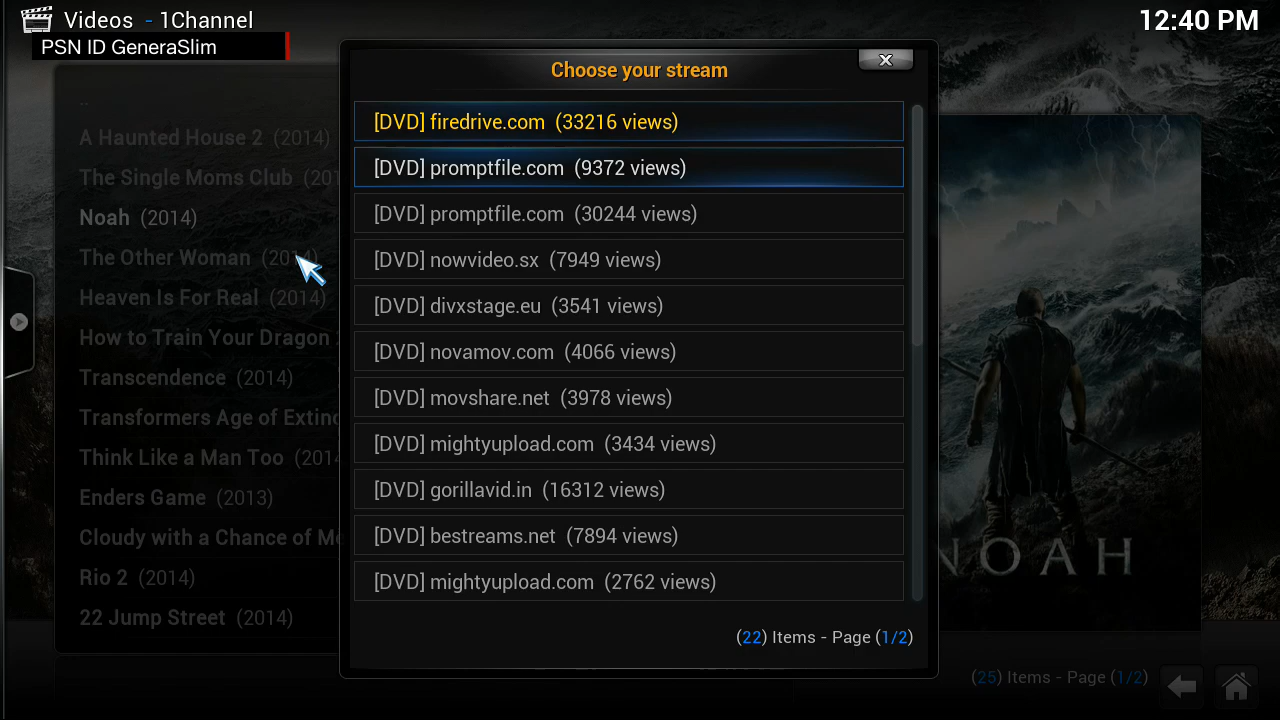 Videos - 1Channel
12:40 PM
PSN ID GeneraSlim
Choose your stream
[DVD] firedrive.com (33216 views)
[DVD] promptfile.com (9372 views)
[DVD] promptfile.com (30244 views)
[DVD] nowvideo.sx (7949 views)
[DVD] divxstage.eu (3541 views)
[DVD] novamov.com (4066 views)
[DVD] movshare.net (3978 views)
[DVD] mightyupload.com (3434 views)
[DVD] gorillavid.in (16312 views)
[DVD] bestreams.net (7894 views)
[DVD] mightyupload.com (2762 views)
(22) Items - Page (1/2)
..
A Haunted House 2 (2014)
The Single Moms Club (201
Noah (2014)
The Other Woman (2014)
Heaven Is For Real (2014)
How to Train Your Dragon 2
Transcendence (2014)
Transformers Age of Extinc
Think Like a Man Too (2014
Enders Game (2013)
Cloudy with a Chance of Me
Rio 2 (2014)
22 Jump Street (2014)
NOAH
(25) Items - Page (1/2)